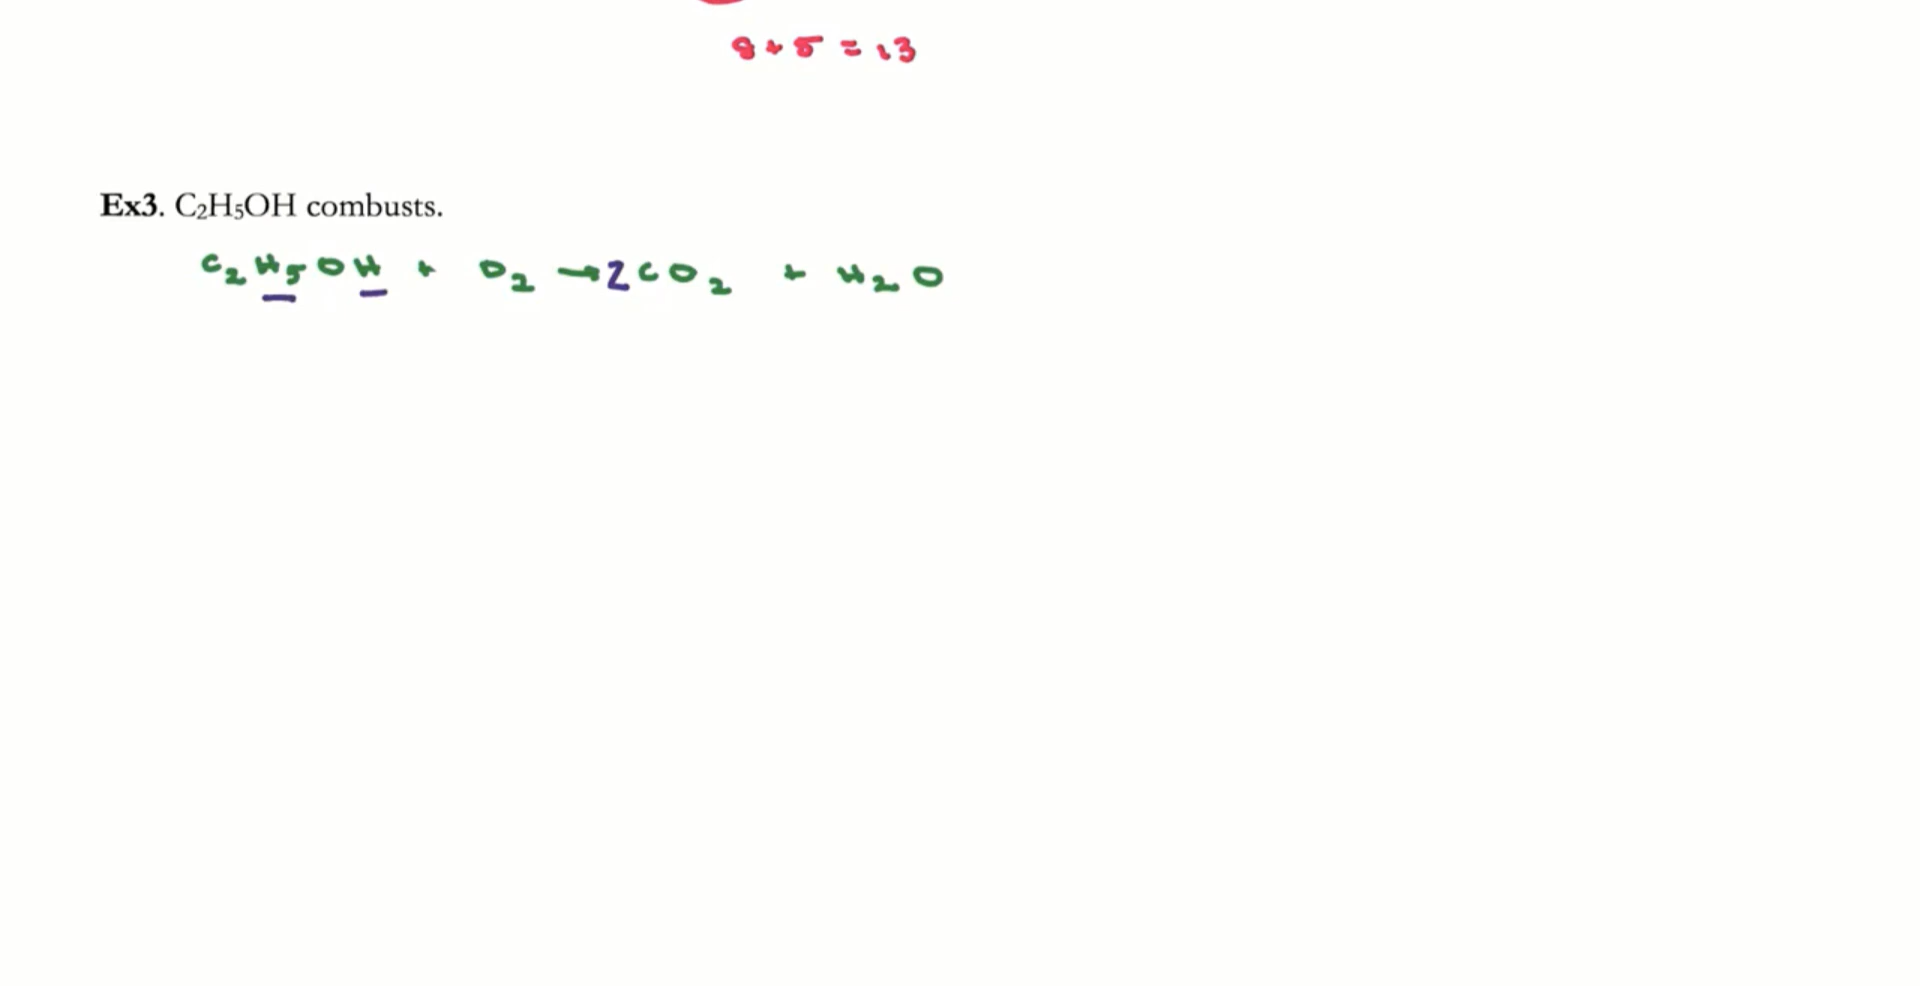 8 + 5 = 13
Ex3. C₂H₅OH combusts.
C₂H₅OH + O₂ → 2CO₂ + H₂O